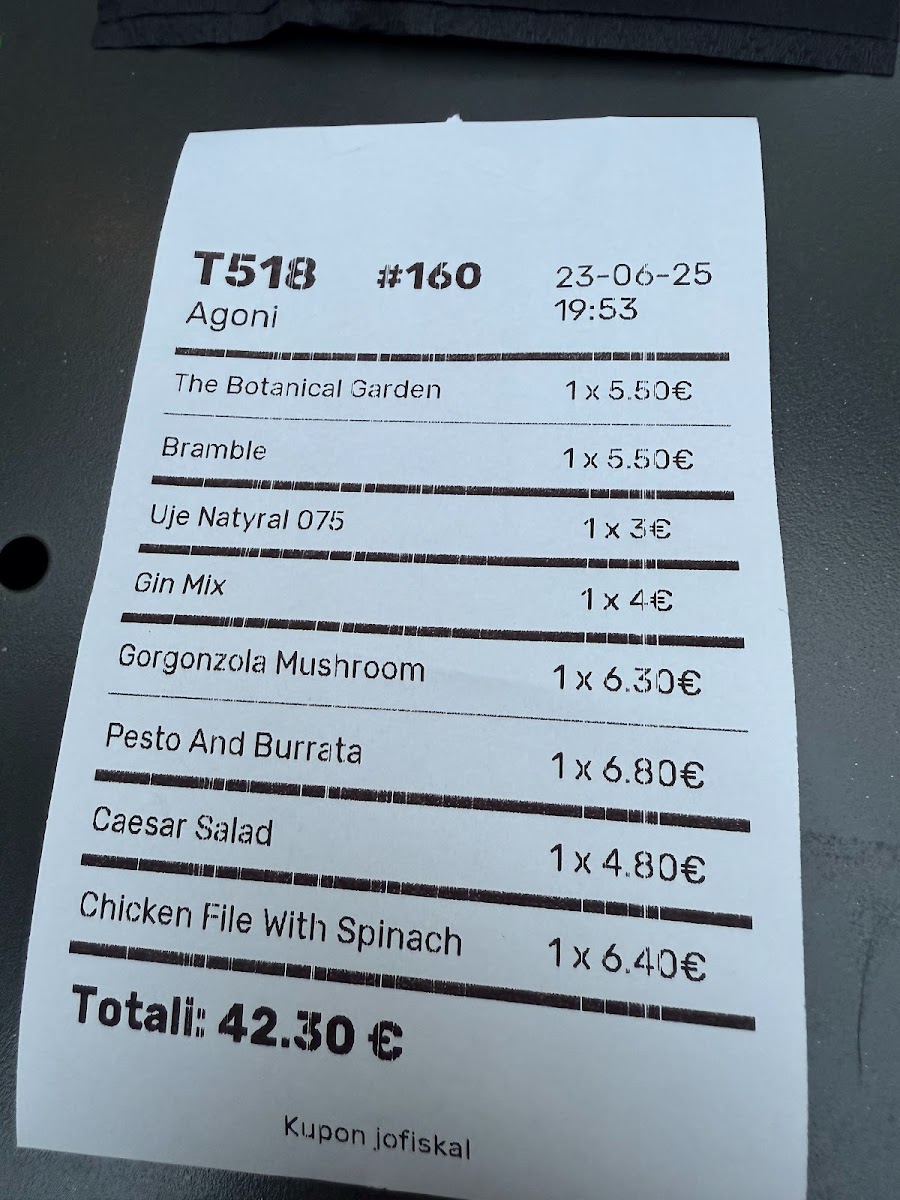 T518 #160 23-06-25
Agoni 19:53
The Botanical Garden 1 x 5.50€
Bramble 1 x 5.50€
Uje Natyral 075 1 x 3€
Gin Mix 1 x 4€
Gorgonzola Mushroom 1 x 6.30€
Pesto And Burrata 1 x 6.80€
Caesar Salad 1 x 4.80€
Chicken File With Spinach 1 x 6.40€
Totali: 42.30 €
Kupon jofiskal